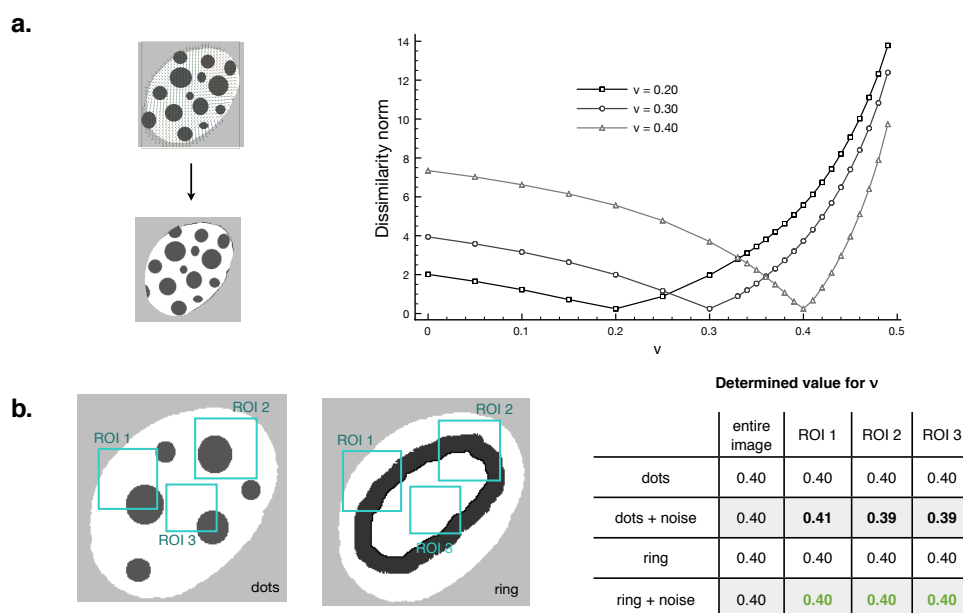 a.
14
12
10
8
6
4
2
0
Dissimilarity norm
ν = 0.20
ν = 0.30
ν = 0.40
0 0.1 0.2 0.3 0.4 0.5
ν
b.
ROI 1
ROI 2
ROI 3
dots
ROI 1
ROI 2
ROI 3
ring
Determined value for ν
entire image ROI 1 ROI 2 ROI 3
dots 0.40 0.40 0.40 0.40
dots + noise 0.40 0.41 0.39 0.39
ring 0.40 0.40 0.40 0.40
ring + noise 0.40 0.40 0.40 0.40